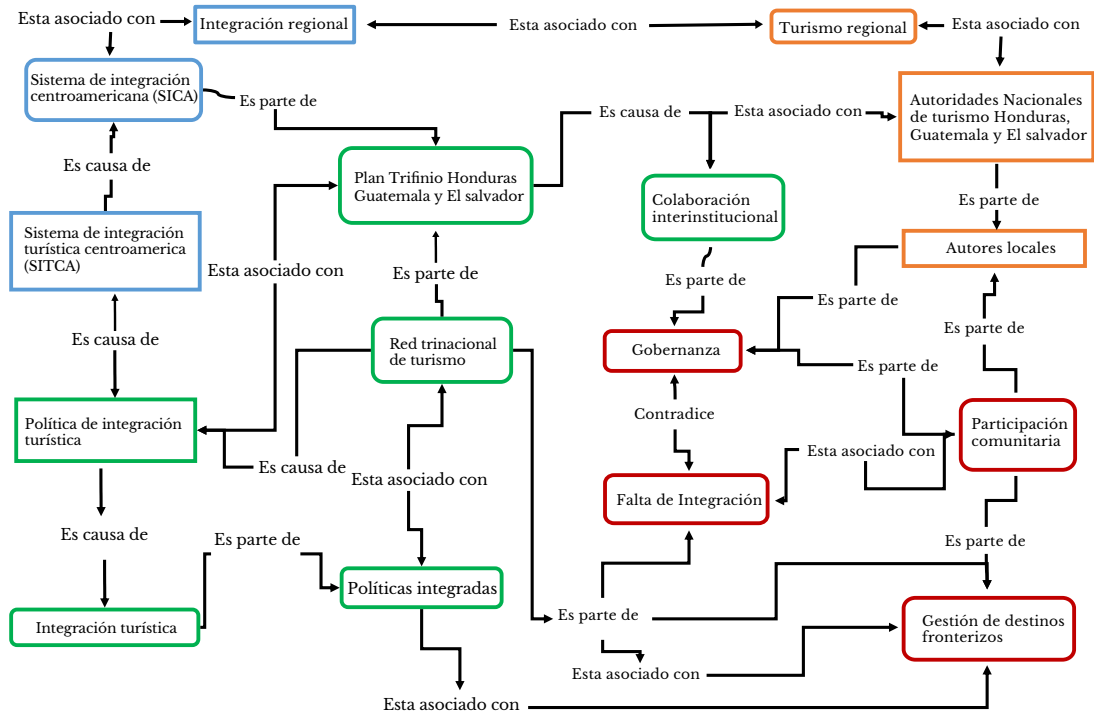 Esta asociado con
Integración regional
Esta asociado con
Turismo regional
Esta asociado con
Sistema de integración
centroamericana (SICA)
Es parte de
Es causa de
Esta asociado con
Autoridades Nacionales
de turismo Honduras,
Guatemala y El salvador
Es causa de
Plan Trifinio Honduras
Guatemala y El salvador
Colaboración
interinstitucional
Es parte de
Sistema de integración
turística centroamerica
(SITCA)
Autores locales
Esta asociado con
Es parte de
Es parte de
Es parte de
Es causa de
Red trinacional
de turismo
Gobernanza
Es parte de
Es parte de
Política de integración
turística
Contradice
Participación
comunitaria
Es causa de
Esta asociado con
Esta asociado con
Falta de Integración
Es causa de
Es parte de
Es parte de
Políticas integradas
Es parte de
Integración turística
Gestión de destinos
fronterizos
Esta asociado con
Esta asociado con